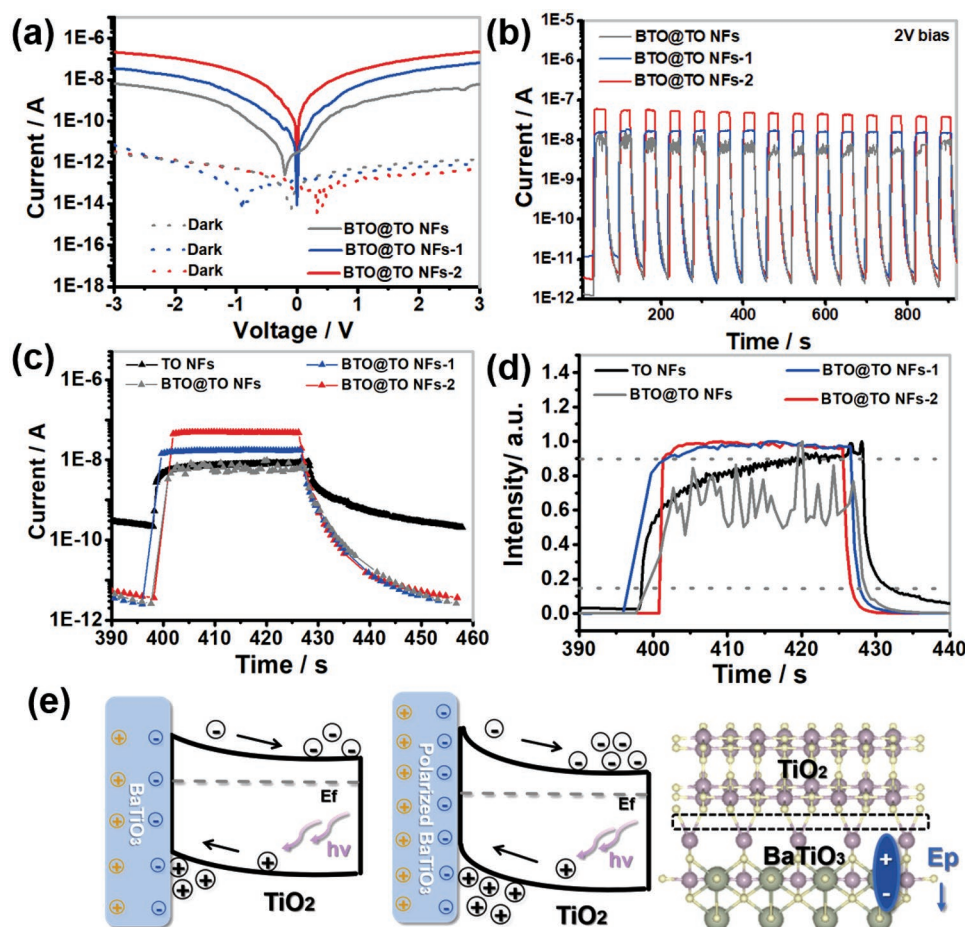 (a)
1E-6
1E-8
1E-10
1E-12
1E-14
1E-16
1E-18
Current / A
Dark
Dark
Dark
BTO@TO NFs
BTO@TO NFs-1
BTO@TO NFs-2
-3
-2
-1
0
1
2
3
Voltage / V
(b)
1E-5
1E-6
1E-7
1E-8
1E-9
1E-10
1E-11
1E-12
Current / A
BTO@TO NFs
BTO@TO NFs-1
BTO@TO NFs-2
2V bias
200
400
600
800
Time / s
(c)
1E-6
1E-8
1E-10
1E-12
Current / A
TO NFs
BTO@TO NFs
BTO@TO NFs-1
BTO@TO NFs-2
390
400
410
420
430
440
450
460
Time / s
(d)
1.4
1.2
1.0
0.8
0.6
0.4
0.2
0.0
Intensity/ a.u.
TO NFs
BTO@TO NFs
BTO@TO NFs-1
BTO@TO NFs-2
390
400
410
420
430
440
Time / s
(e)
BaTiO3
Ef
hv
TiO2
Polarized BaTiO3
Ef
hv
TiO2
TiO2
BaTiO3
+
-
Ep